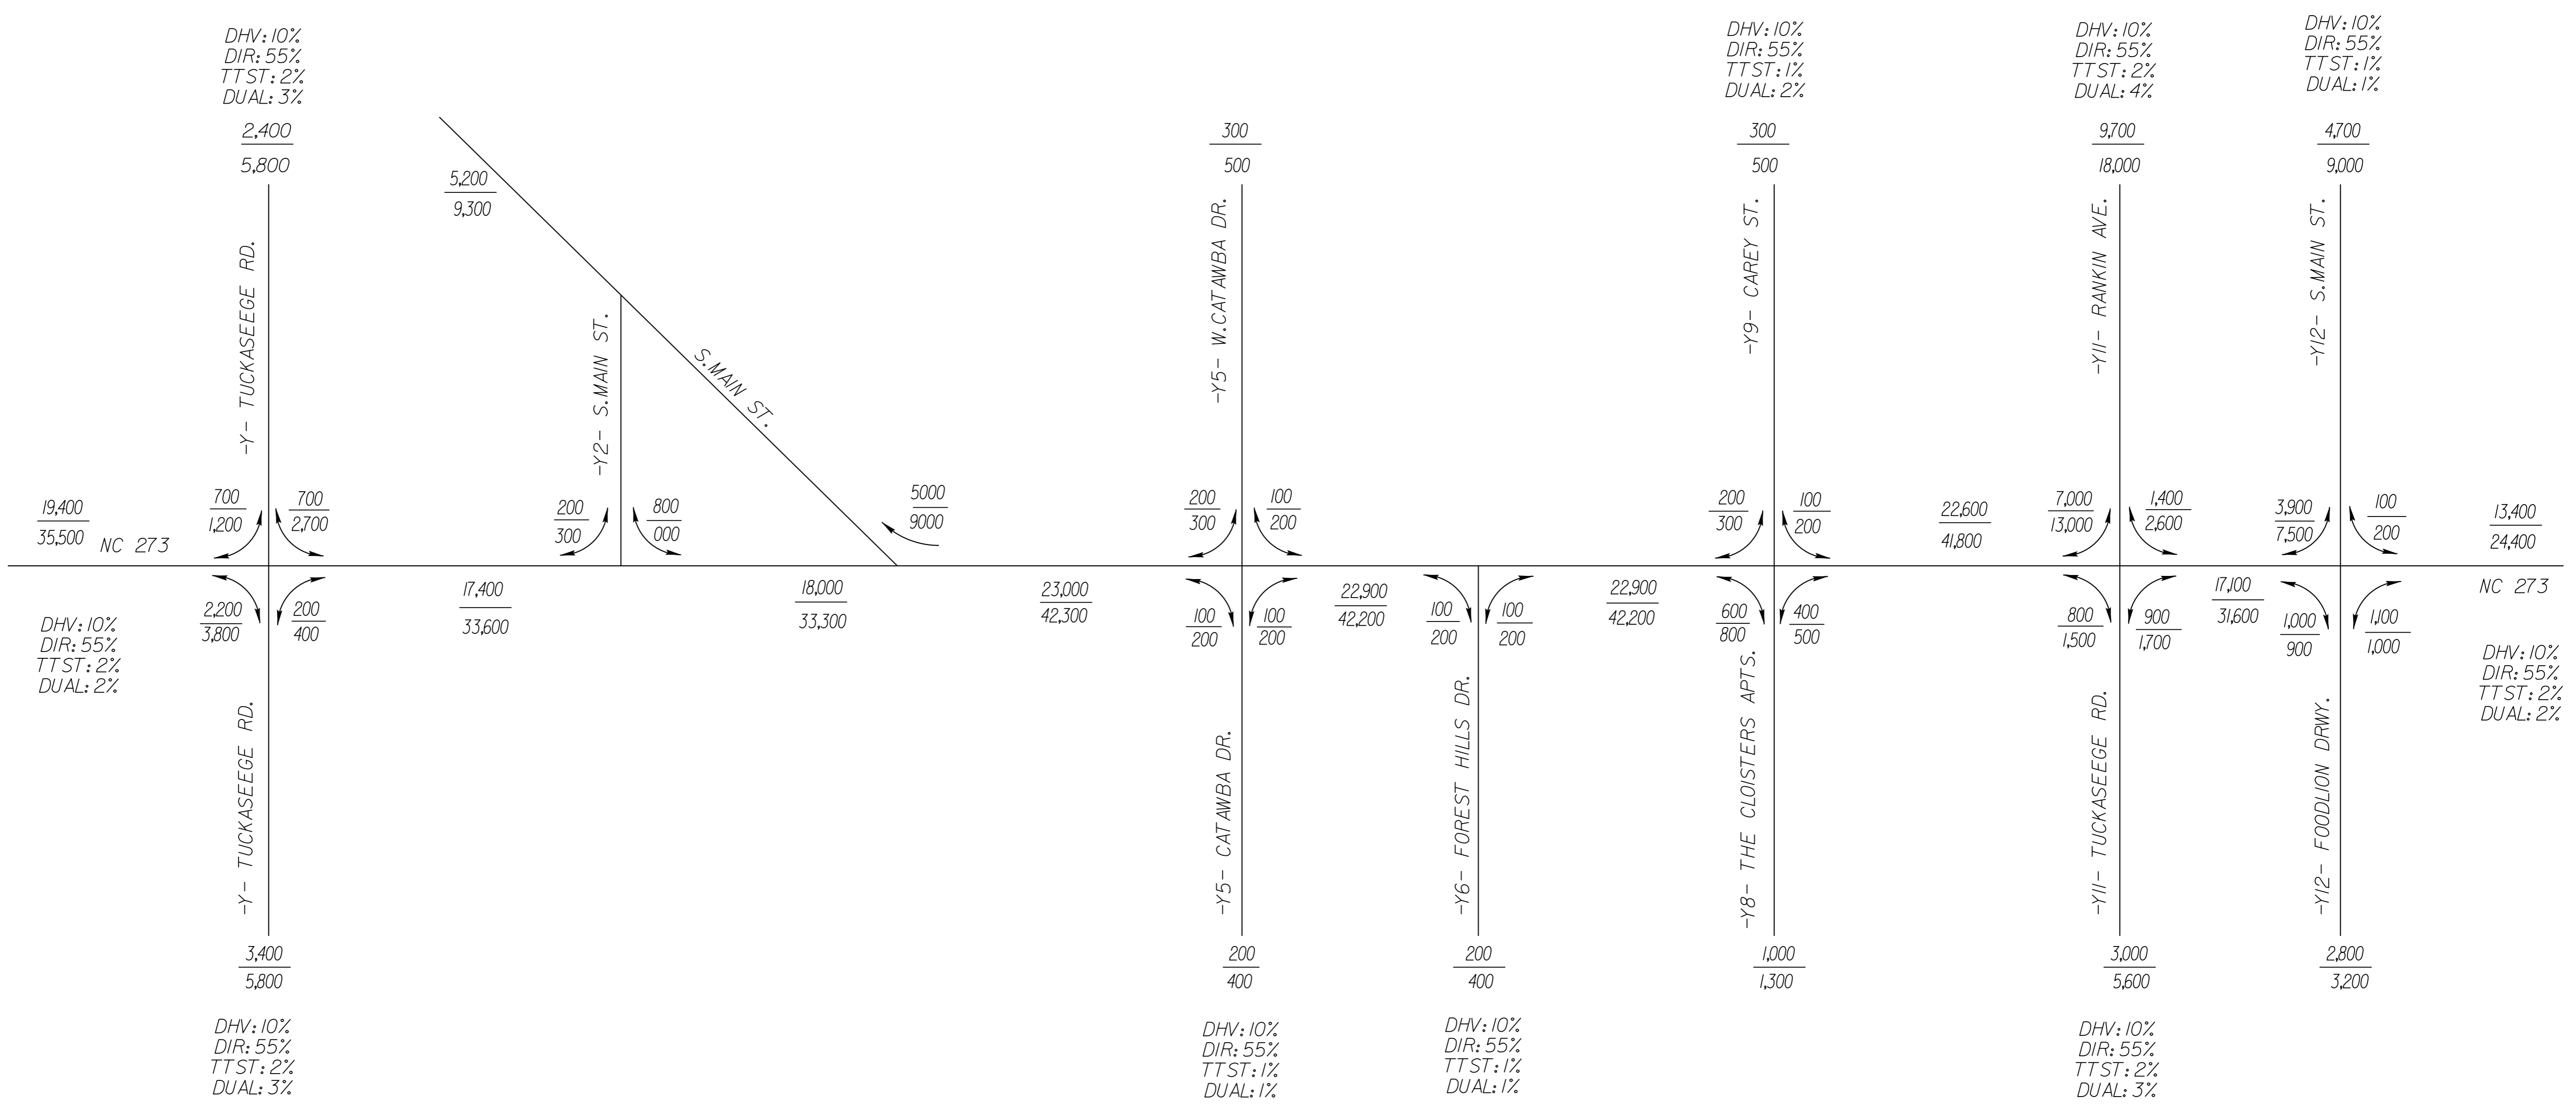 DHV: 10%
DIR: 55%
TTST: 2%
DUAL: 3%
2,400
5,800
-Y- TUCKASEEGE RD.
5,200
9,300
-Y2- S.MAIN ST.
S.MAIN ST.
300
500
-Y5- W.CATAWBA DR.
DHV: 10%
DIR: 55%
TTST: 1%
DUAL: 2%
300
500
-Y9- CAREY ST.
DHV: 10%
DIR: 55%
TTST: 2%
DUAL: 4%
9,700
18,000
-Y11- RANKIN AVE.
DHV: 10%
DIR: 55%
TTST: 1%
DUAL: 1%
4,700
9,000
-Y12- S.MAIN ST.
19,400
35,500
NC 273
700
1,200
700
2,700
200
300
800
000
5000
9000
200
300
100
200
200
300
100
200
22,600
41,800
7,000
13,000
1,400
2,600
3,900
7,500
100
200
13,400
24,400
NC 273
DHV: 10%
DIR: 55%
TTST: 2%
DUAL: 2%
2,200
3,800
200
400
17,400
33,600
18,000
33,300
23,000
42,300
100
200
100
200
22,900
42,200
100
200
100
200
22,900
42,200
600
800
400
500
800
1,500
900
1,700
17,100
31,600
1,000
900
1,100
1,000
DHV: 10%
DIR: 55%
TTST: 2%
DUAL: 2%
-Y- TUCKASEEGE RD.
3,400
5,800
DHV: 10%
DIR: 55%
TTST: 2%
DUAL: 3%
-Y5- CATAWBA DR.
200
400
DHV: 10%
DIR: 55%
TTST: 1%
DUAL: 1%
-Y6- FOREST HILLS DR.
200
400
DHV: 10%
DIR: 55%
TTST: 1%
DUAL: 1%
-Y8- THE CLOISTERS APTS.
1,000
1,300
-Y11- TUCKASEEGE RD.
3,000
5,600
DHV: 10%
DIR: 55%
TTST: 2%
DUAL: 3%
-Y12- FOODLION DRWY.
2,800
3,200